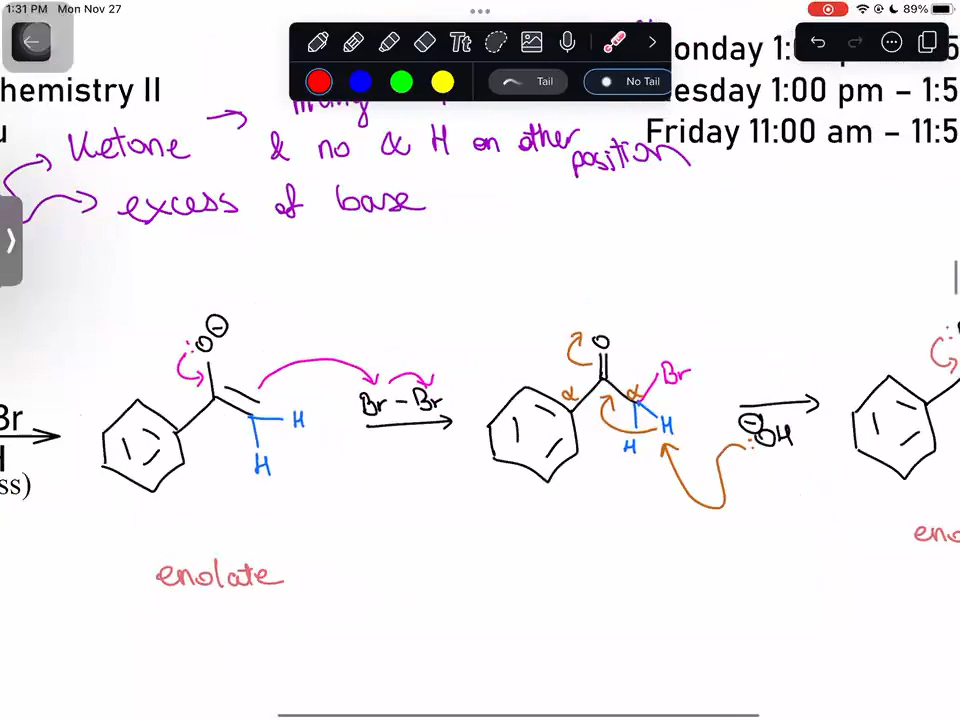 1:31 PM Mon Nov 27
89%
Tt
Tail
No Tail
onday 1:
hemistry II
esday 1:00 pm – 1:5
u
Friday 11:00 am – 11:5
Ketone → & no α H on other position
excess of base
O ⊖
O
Br
Br – Br
α
α
Br
H
H
H
H
⊖ :OH
H
ss)
enolate
eno